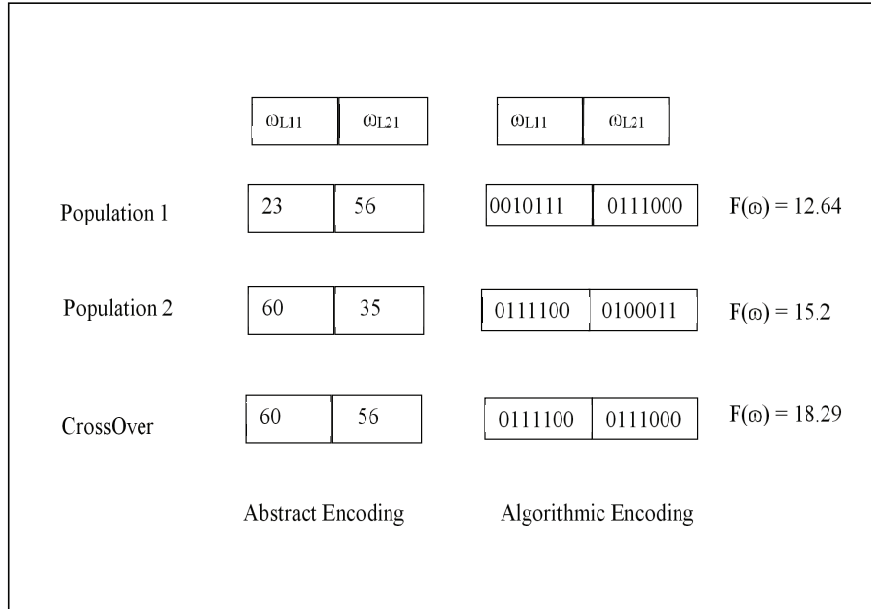 ωL11 ωL21 ωL11 ωL21
Population 1 23 56 0010111 0111000 F(ω) = 12.64
Population 2 60 35 0111100 0100011 F(ω) = 15.2
CrossOver 60 56 0111100 0111000 F(ω) = 18.29
Abstract Encoding Algorithmic Encoding